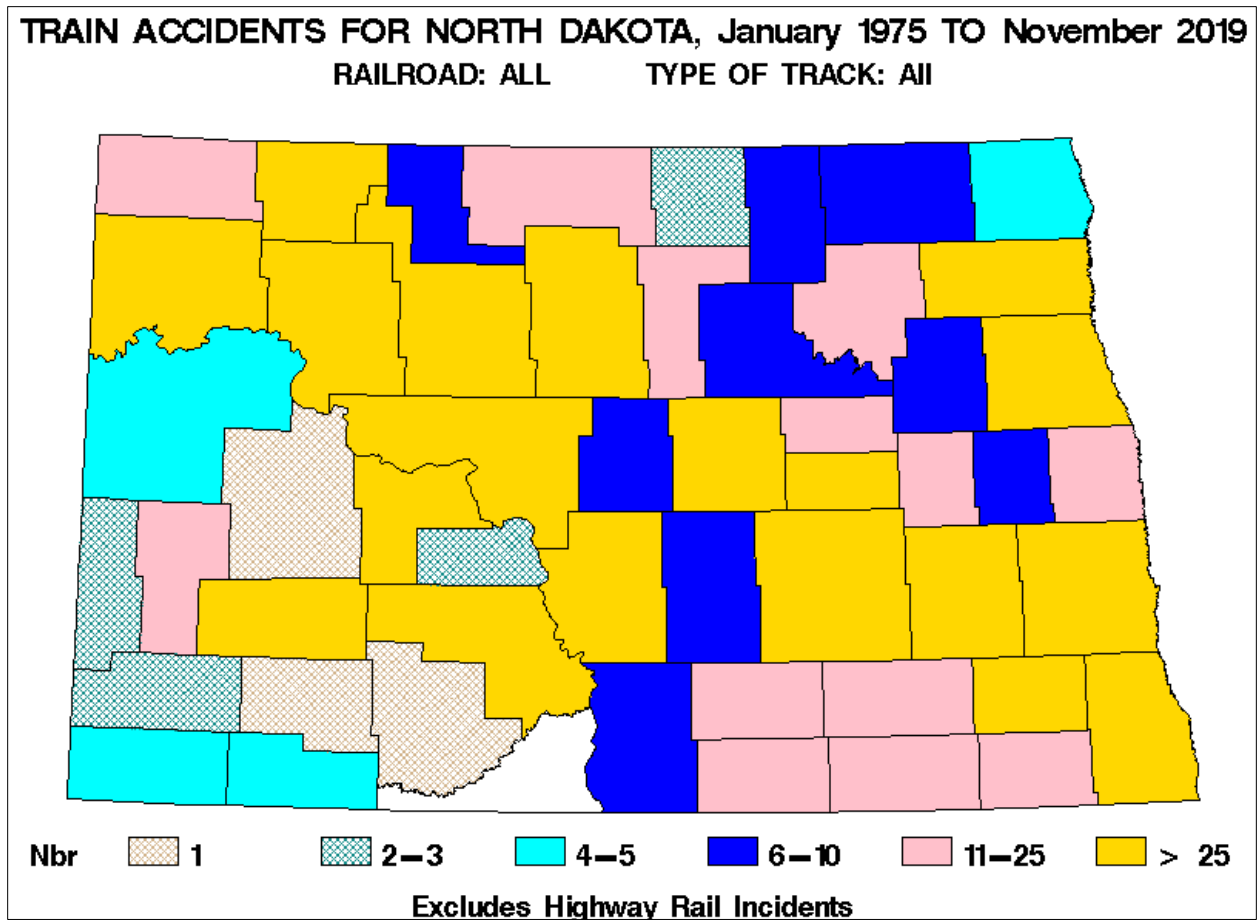 TRAIN ACCIDENTS FOR NORTH DAKOTA, January 1975 TO November 2019
RAILROAD: ALL TYPE OF TRACK: All
Nbr 1 2-3 4-5 6-10 11-25 > 25
Excludes Highway Rail Incidents